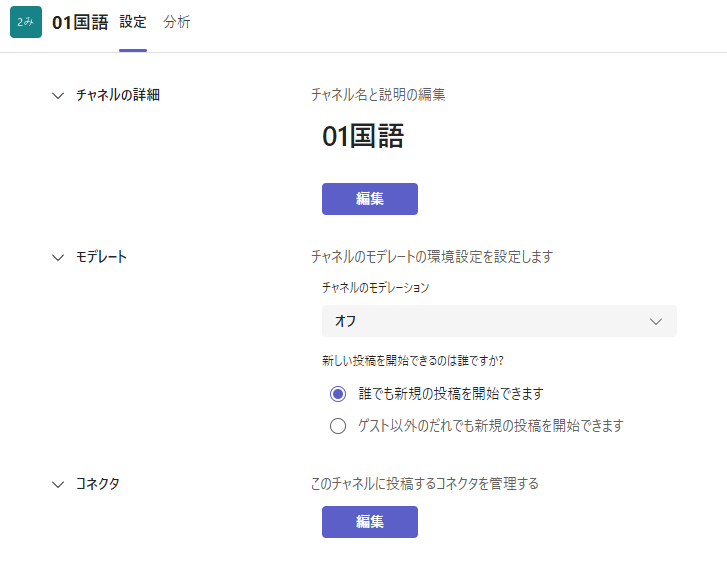 2み 01国語 設定 分析
チャネルの詳細 チャネル名と説明の編集
01国語
編集
モデレート チャネルのモデレートの環境設定を設定します
チャネルのモデレーション
オフ
新しい投稿を開始できるのは誰ですか?
誰でも新規の投稿を開始できます
ゲスト以外のだれでも新規の投稿を開始できます
コネクタ このチャネルに投稿するコネクタを管理する
編集